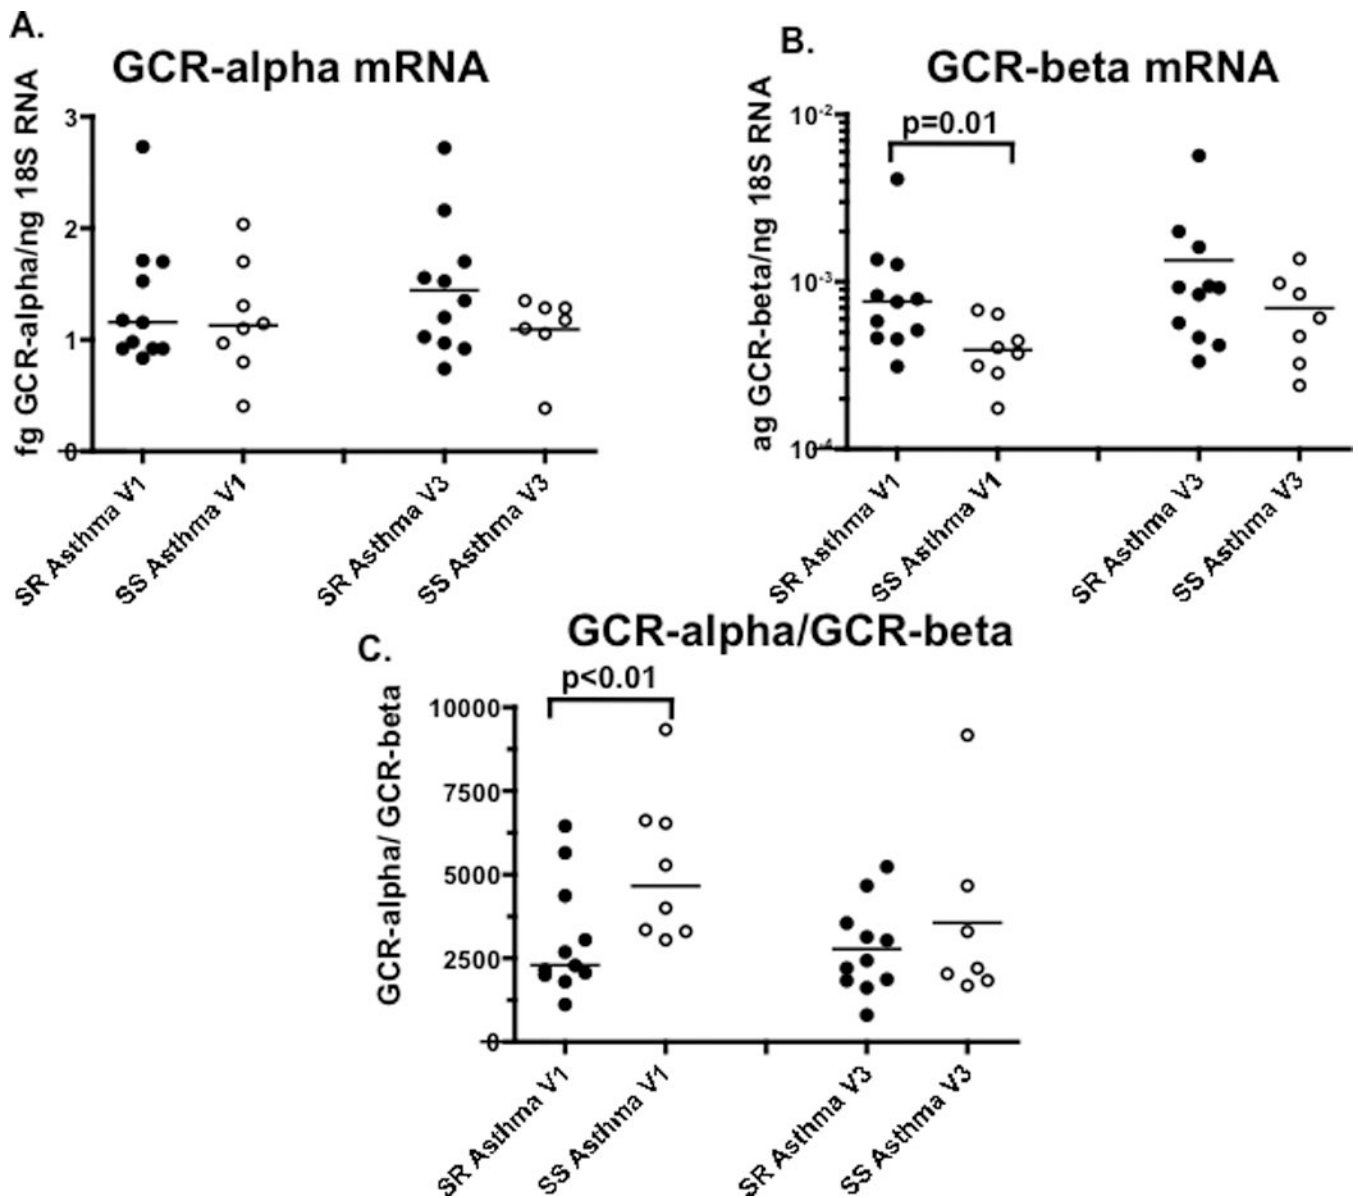 A.
GCR-alpha mRNA
fg GCR-alpha/ng 18S RNA
3
2
1
0
SR Asthma V1
SS Asthma V1
SR Asthma V3
SS Asthma V3
B.
GCR-beta mRNA
ag GCR-beta/ng 18S RNA
10-2
10-3
10-4
p=0.01
SR Asthma V1
SS Asthma V1
SR Asthma V3
SS Asthma V3
C.
GCR-alpha/GCR-beta
GCR-alpha/ GCR-beta
p<0.01
10000
7500
5000
2500
0
SR Asthma V1
SS Asthma V1
SR Asthma V3
SS Asthma V3